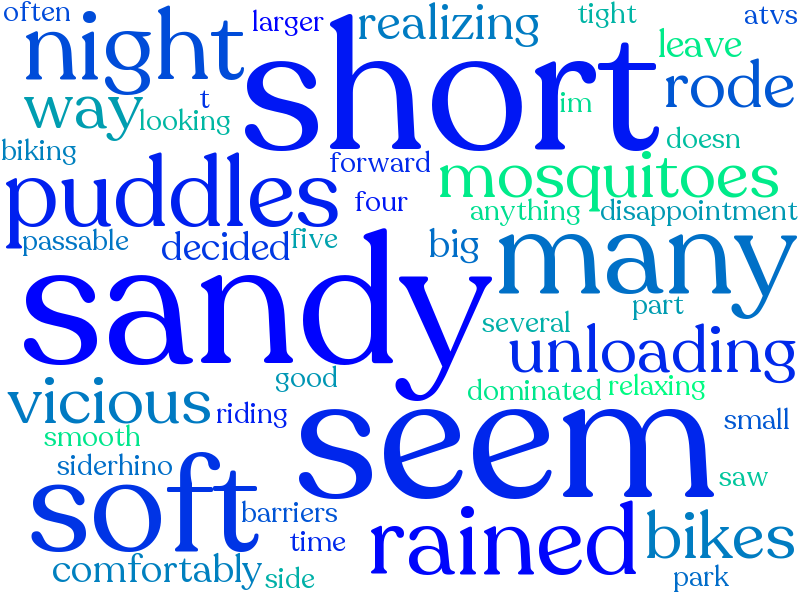 often
larger
realizing
tight
atvs
night
short
leave
rode
way
t
looking
im
doesn
biking
puddles
forward
mosquitoes
four
anything
disappointment
passable
decided
five
big
many
sandy
part
several
unloading
good
dominated
relaxing
vicious
riding
seem
small
smooth
siderhino
soft
saw
barriers
rained
bikes
time
comfortably
side
park